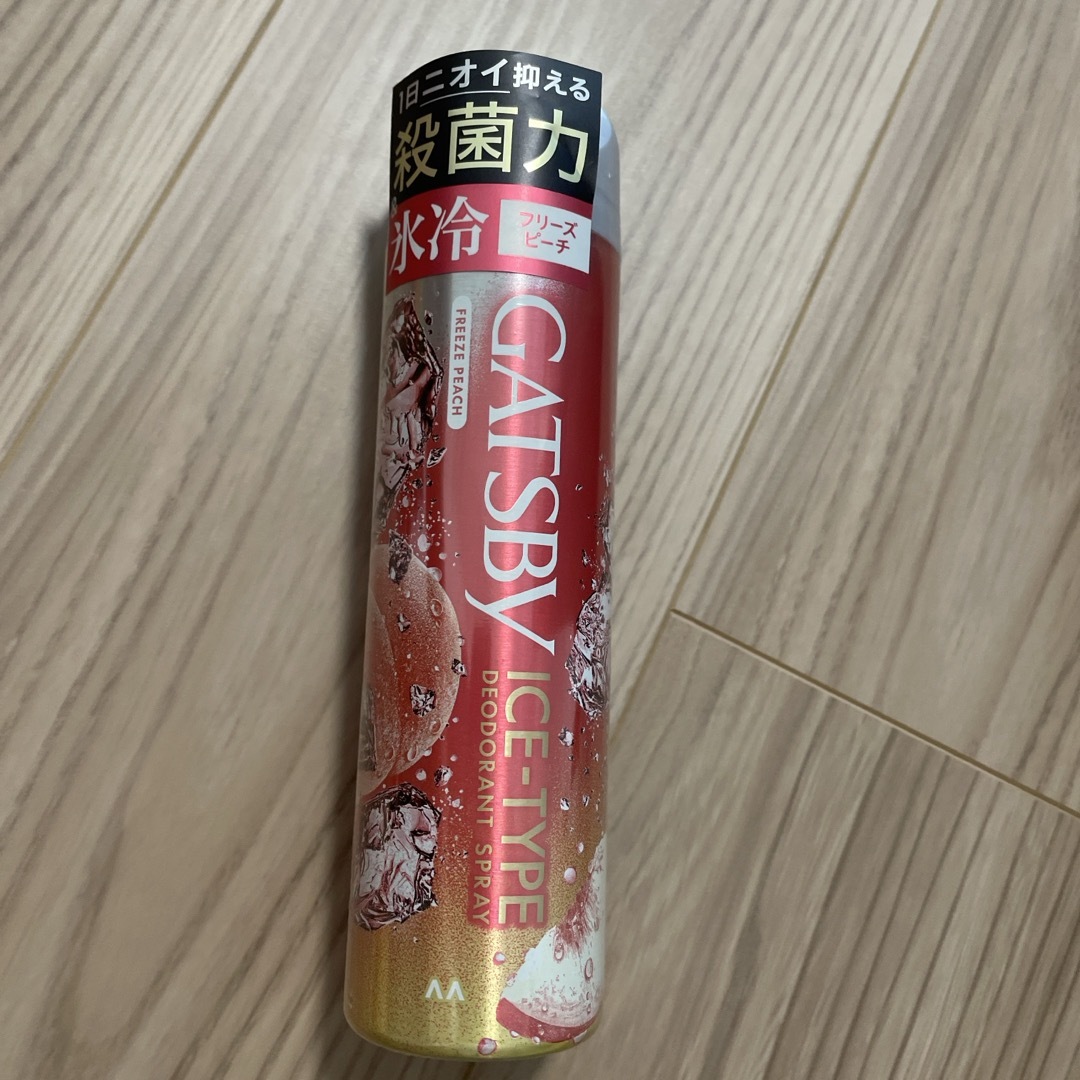 1日ニオイ抑える
殺菌力
&
氷冷
フリーズ
ピーチ
FREEZE PEACH
GATSBY
ICE-TYPE
DEODORANT SPRAY